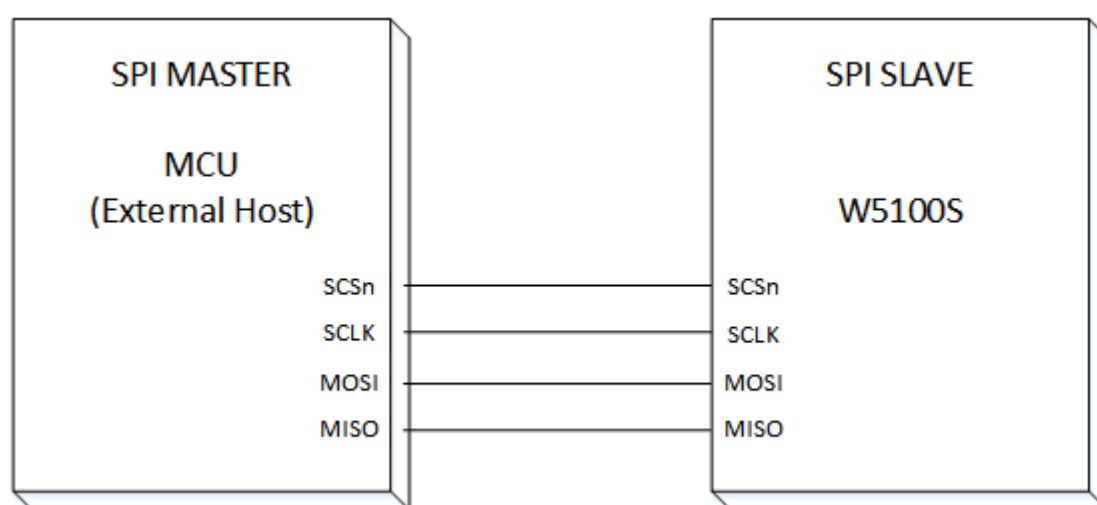 SPI MASTER
MCU
(External Host)
SCSn
SCLK
MOSI
MISO
SPI SLAVE
W5100S
SCSn
SCLK
MOSI
MISO